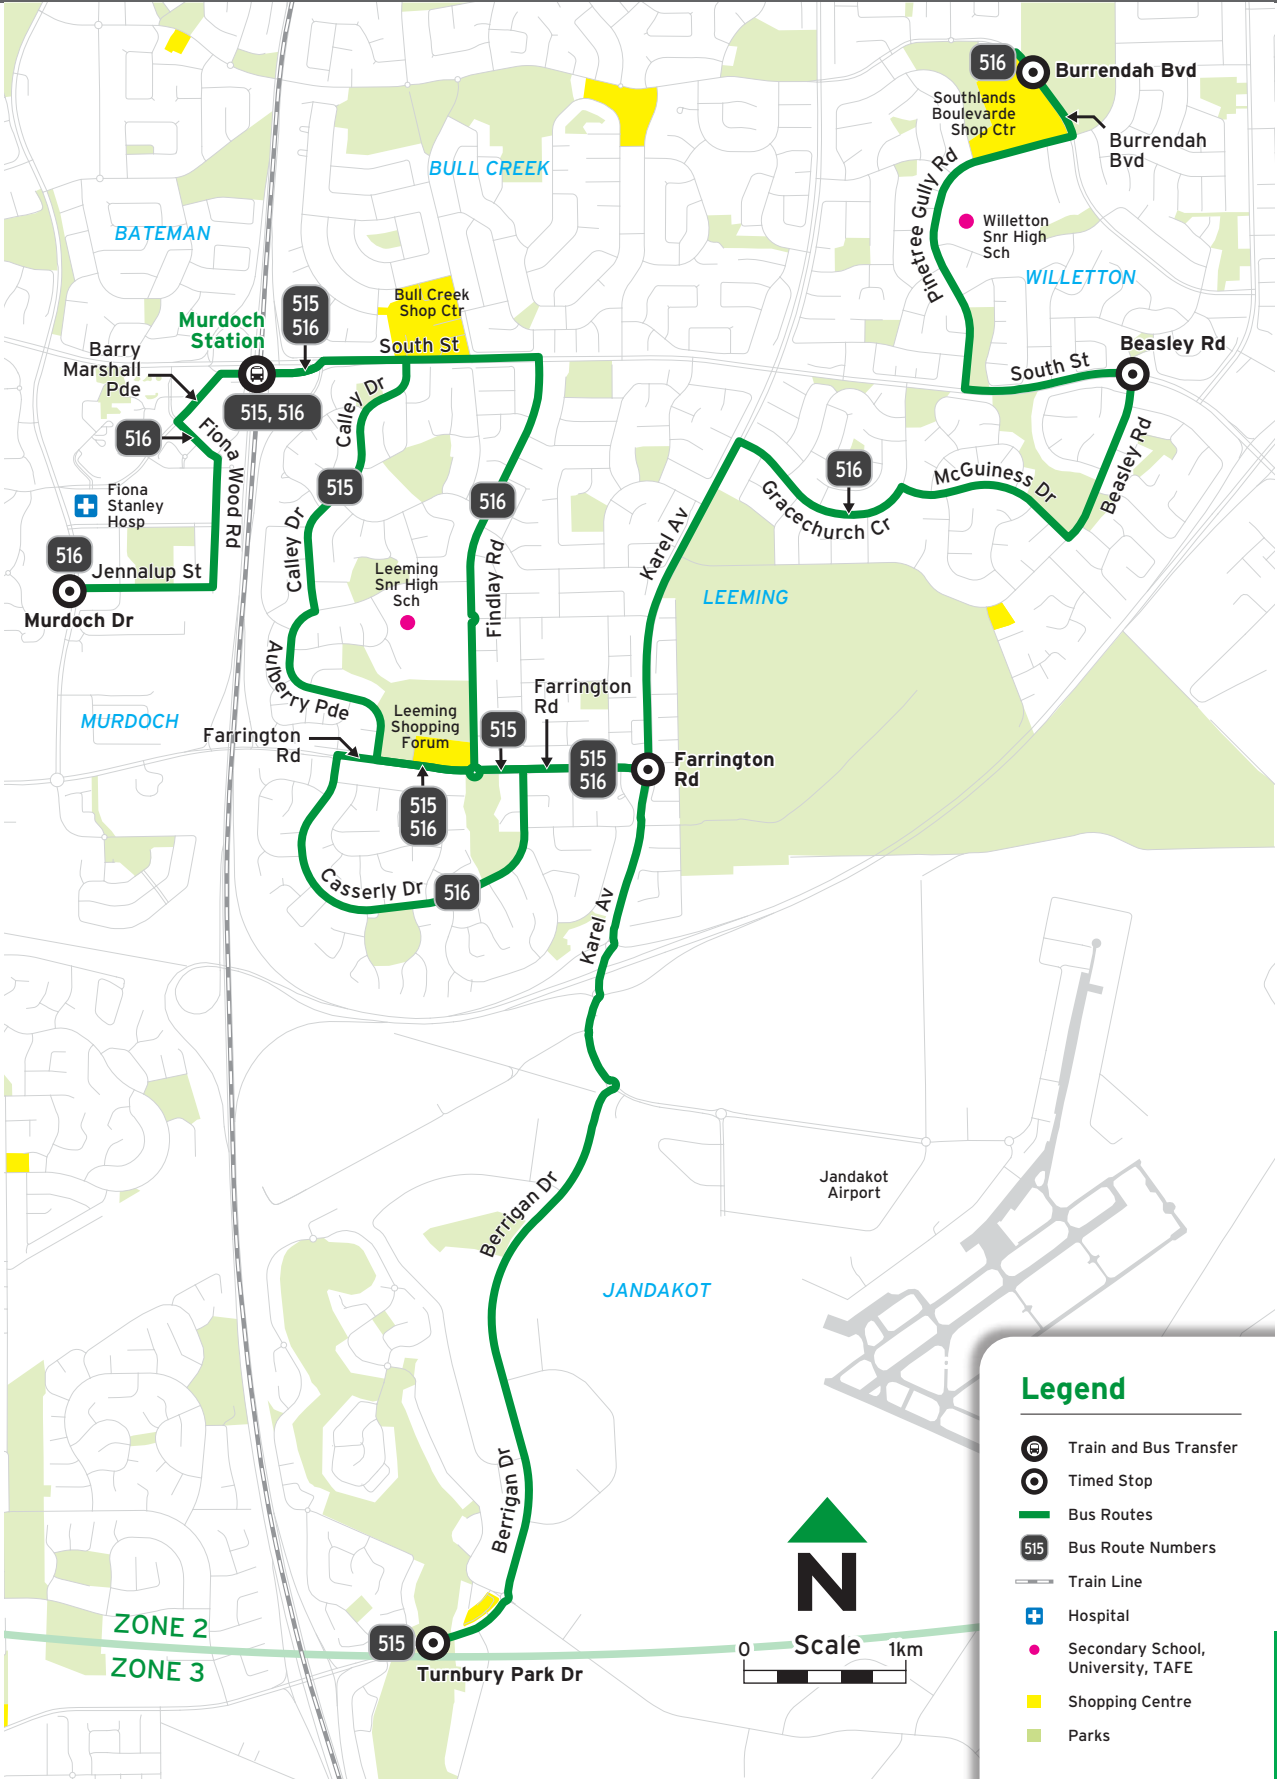 516
Burrendah Bvd
Southlands
Boulevarde
Shop Ctr
Burrendah
Bvd
Pinetree Gully Rd
BULL CREEK
Willetton
Snr High
Sch
BATEMAN
WILLETTON
515
516
Bull Creek
Shop Ctr
Murdoch
Station
South St
Beasley Rd
Barry
Marshall
Pde
South St
515, 516
Calley Dr
516
Fiona Wood Rd
Beasley Rd
516
McGuiness Dr
515
516
Fiona
Stanley
Hosp
Gracechurch Cr
Karel Av
Calley Dr
516
Jennalup St
Leeming
Snr High
Sch
Findlay Rd
LEEMING
Murdoch Dr
Aulberry Pde
Farrington
Rd
MURDOCH
Leeming
Shopping
Forum
515
Farrington
Rd
515
516
Farrington
Rd
515
516
Casserly Dr
516
Karel Av
Jandakot
Airport
Berrigan Dr
JANDAKOT
Berrigan Dr
Legend
Train and Bus Transfer
Timed Stop
Bus Routes
515
Bus Route Numbers
Train Line
Hospital
Secondary School,
University, TAFE
Shopping Centre
Parks
N
ZONE 2
ZONE 3
515
Turnbury Park Dr
0
Scale
1km